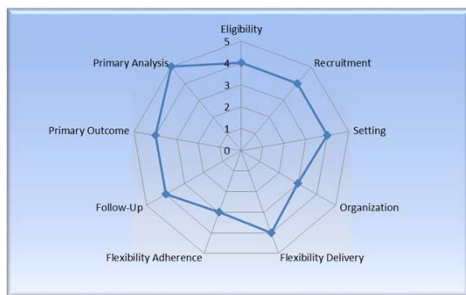 Eligibility
5
Primary Analysis
4
Recruitment
3
2
Primary Outcome
1
Setting
0
Follow-Up
Organization
Flexibility Adherence
Flexibility Delivery